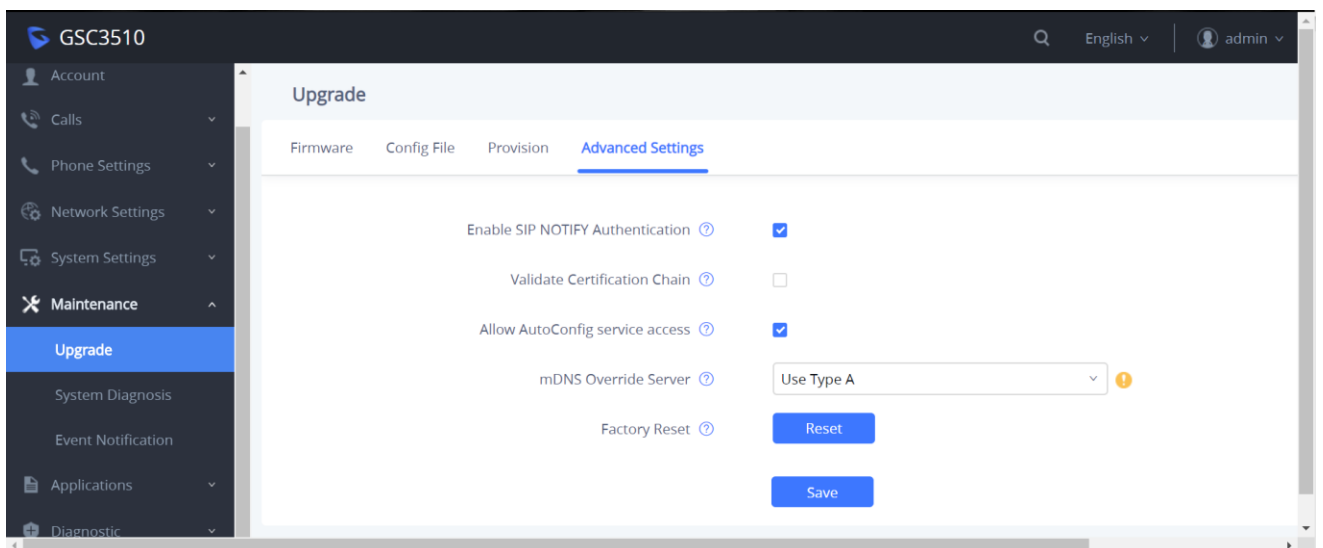 GSC3510
English
admin
Account
Calls
Phone Settings
Network Settings
System Settings
Maintenance
Upgrade
System Diagnosis
Event Notification
Applications
Diagnostic
Upgrade
Firmware Config File Provision Advanced Settings
Enable SIP NOTIFY Authentication ?
Validate Certification Chain ?
Allow AutoConfig service access ?
mDNS Override Server ? Use Type A !
Factory Reset ? Reset
Save